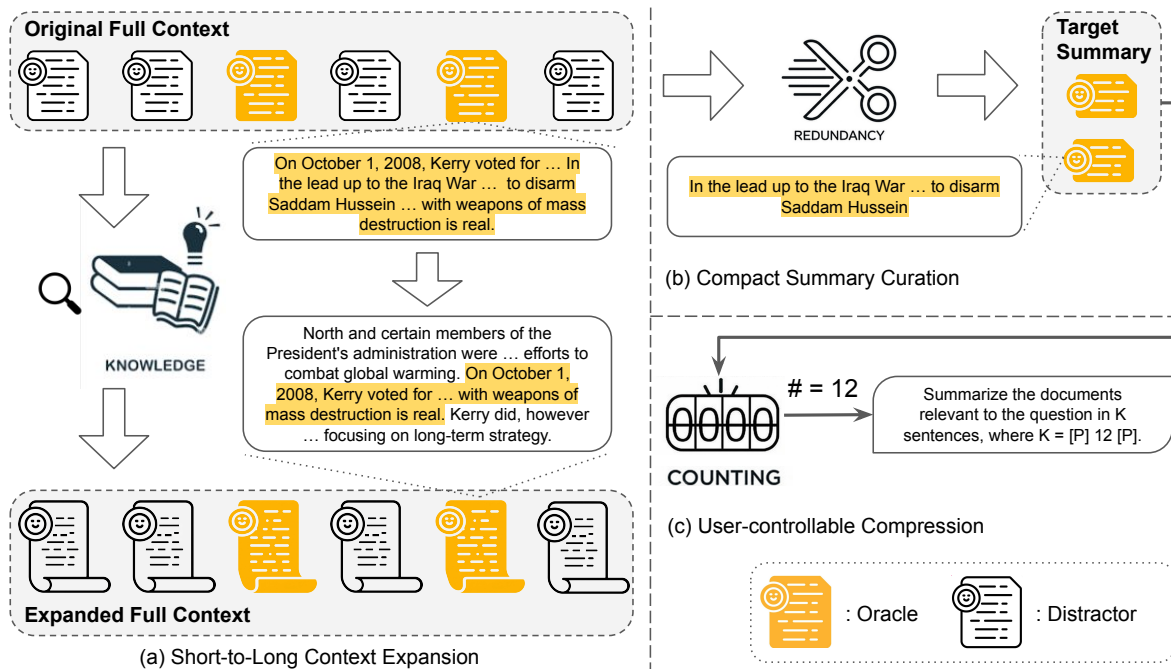 Original Full Context
On October 1, 2008, Kerry voted for … In
the lead up to the Iraq War … to disarm
Saddam Hussein … with weapons of mass
destruction is real.
KNOWLEDGE
North and certain members of the
President's administration were … efforts to
combat global warming. On October 1,
2008, Kerry voted for … with weapons of
mass destruction is real. Kerry did, however
… focusing on long-term strategy.
Expanded Full Context
(a) Short-to-Long Context Expansion
REDUNDANCY
Target
Summary
In the lead up to the Iraq War … to disarm
Saddam Hussein
(b) Compact Summary Curation
0000
# = 12
COUNTING
Summarize the documents
relevant to the question in K
sentences, where K = [P] 12 [P].
(c) User-controllable Compression
: Oracle
: Distractor